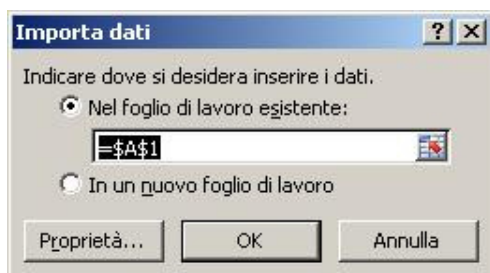 Importa dati
Indicare dove si desidera inserire i dati.
Nel foglio di lavoro esistente:
=$A$1
In un nuovo foglio di lavoro
Proprietà... OK Annulla